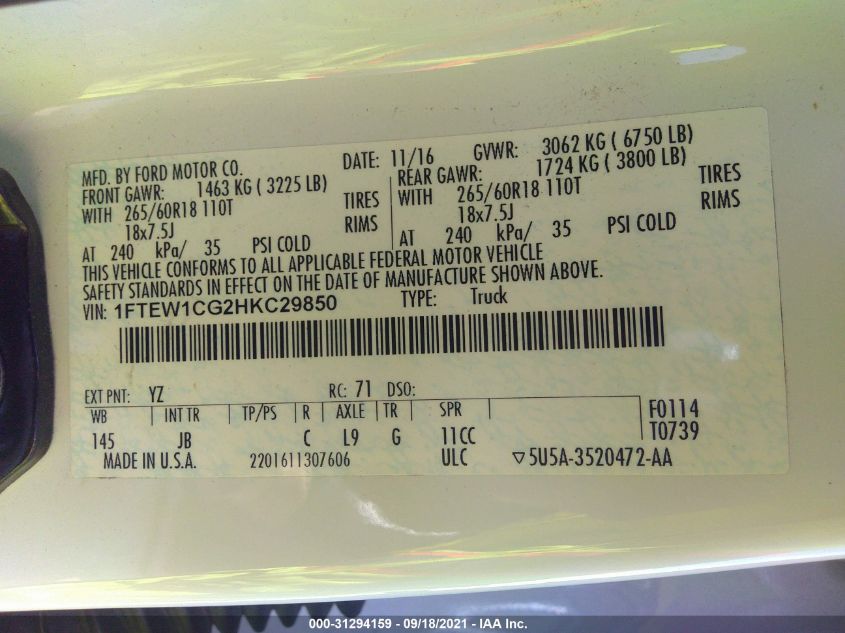 MFD. BY FORD MOTOR CO. DATE: 11/16 GVWR: 3062 KG ( 6750 LB)
FRONT GAWR: 1463 KG ( 3225 LB) REAR GAWR: 1724 KG ( 3800 LB)
WITH 265/60R18 110T TIRES WITH 265/60R18 110T TIRES
18x7.5J RIMS 18x7.5J RIMS
AT 240 kPa/ 35 PSI COLD AT 240 kPa/ 35 PSI COLD
THIS VEHICLE CONFORMS TO ALL APPLICABLE FEDERAL MOTOR VEHICLE
SAFETY STANDARDS IN EFFECT ON THE DATE OF MANUFACTURE SHOWN ABOVE.
VIN: 1FTEW1CG2HKC29850 TYPE: Truck
EXT PNT: YZ RC: 71 DSO:
WB INT TR TP/PS R AXLE TR SPR F0114
145 JB C L9 G 11CC T0739
MADE IN U.S.A. 2201611307606 ULC ▽5U5A-3520472-AA
000-31294159 - 09/18/2021 - IAA Inc.